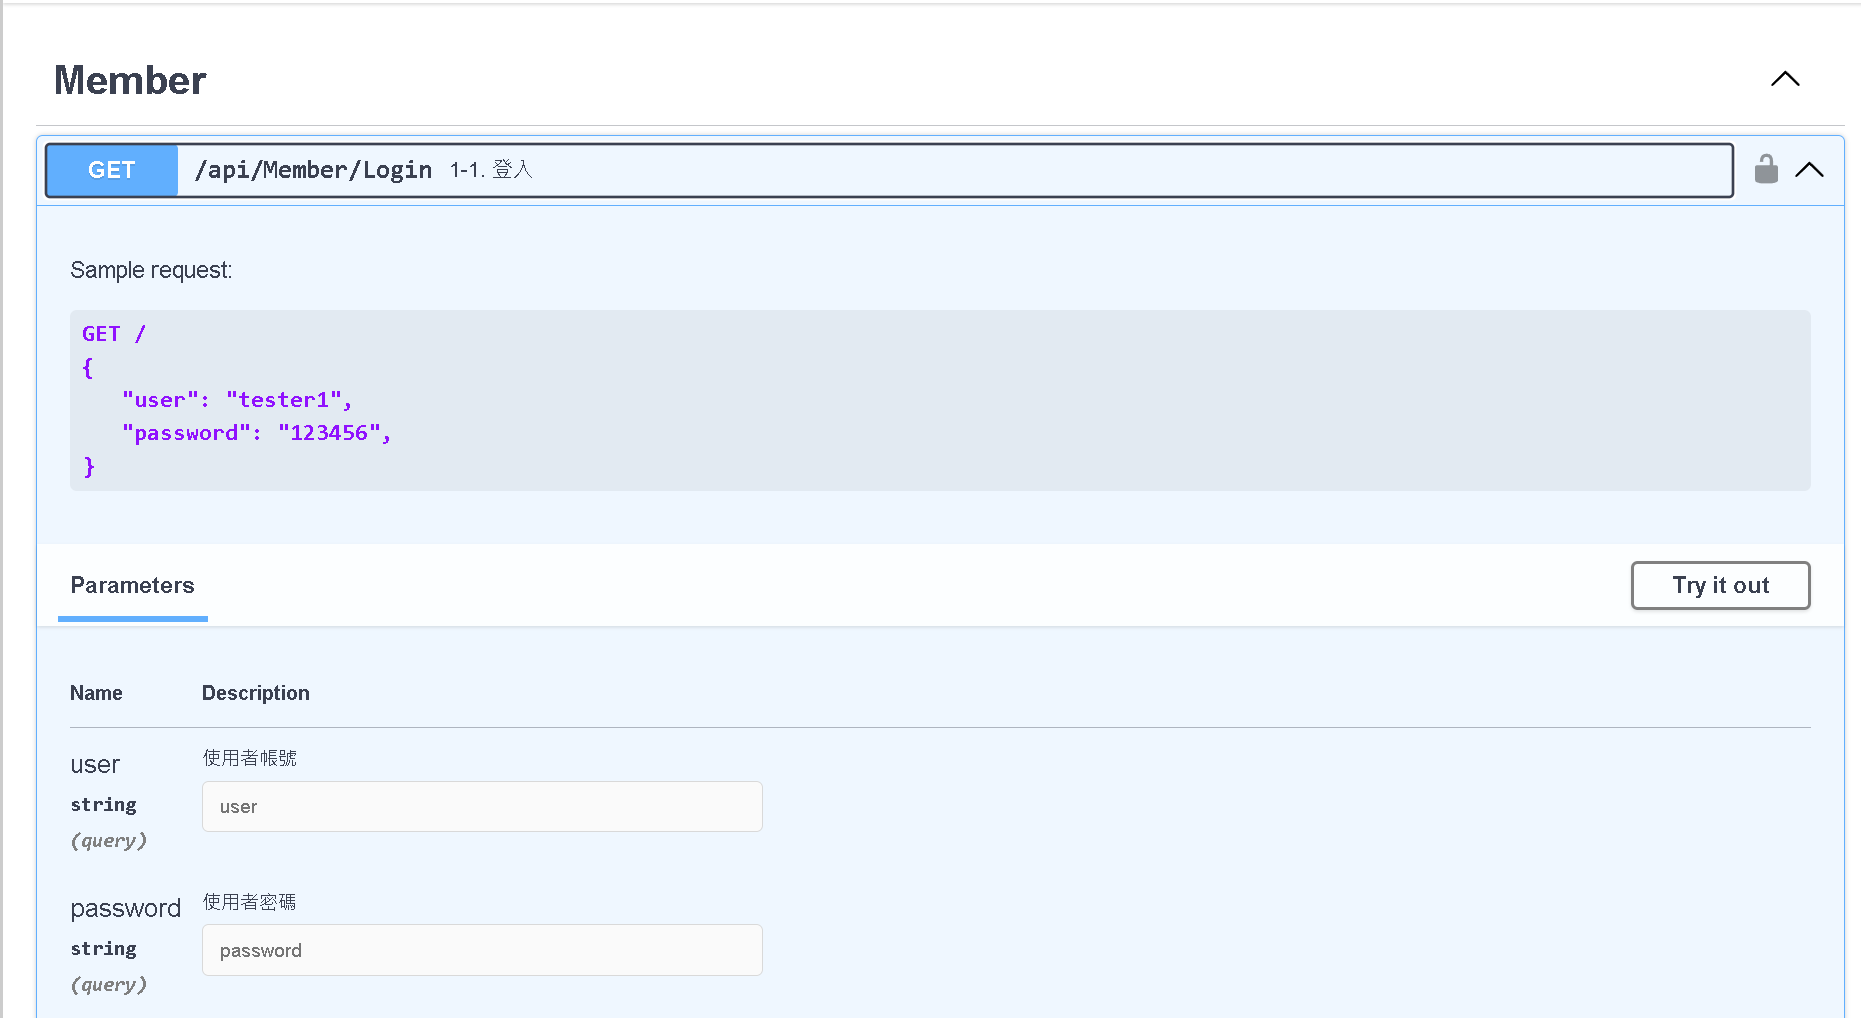 Member
GET /api/Member/Login 1-1. 登入
Sample request:
GET /
{
"user": "tester1",
"password": "123456",
}
Parameters
Try it out
Name Description
user
使用者帳號
string
(query)
user
password
使用者密碼
string
(query)
password